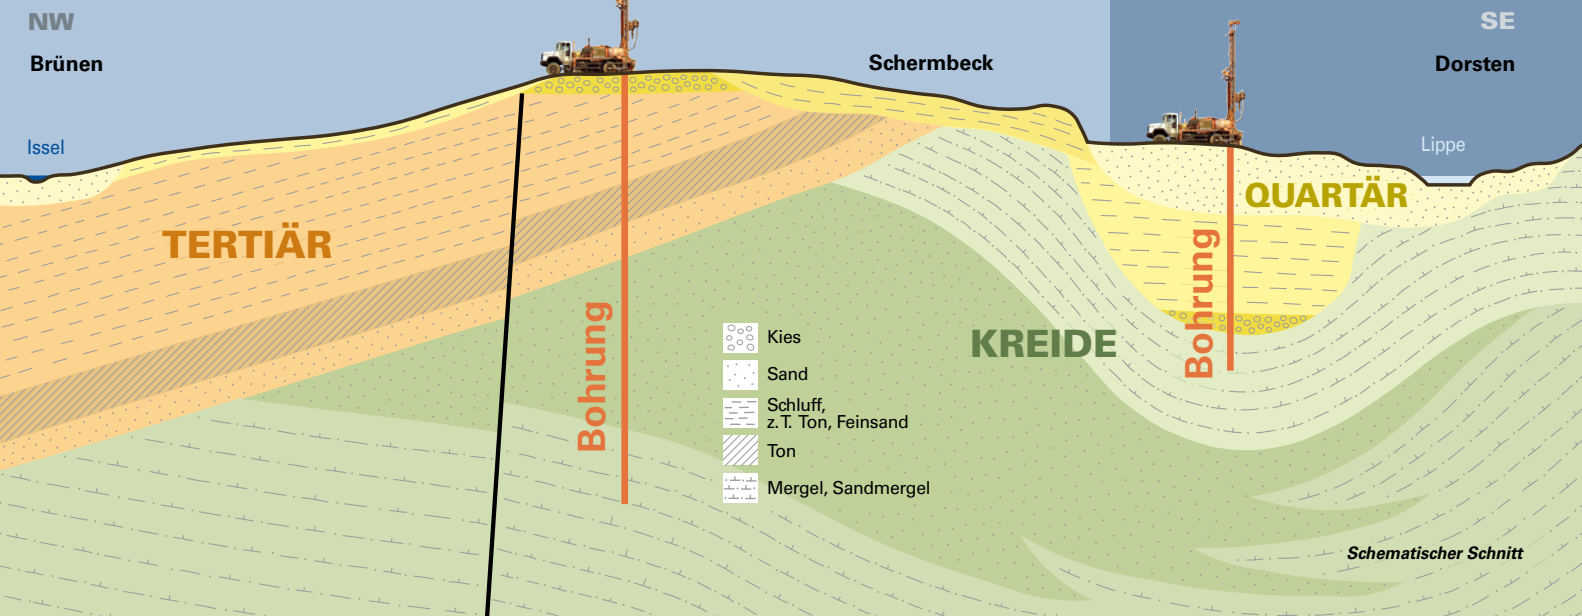 NW
SE
Brünen
Schermbeck
Dorsten
Issel
Lippe
QUARTÄR
TERTIÄR
Bohrung
Bohrung
KREIDE
Kies
Sand
Schluff,
z.T. Ton, Feinsand
Ton
Mergel, Sandmergel
Schematischer Schnitt